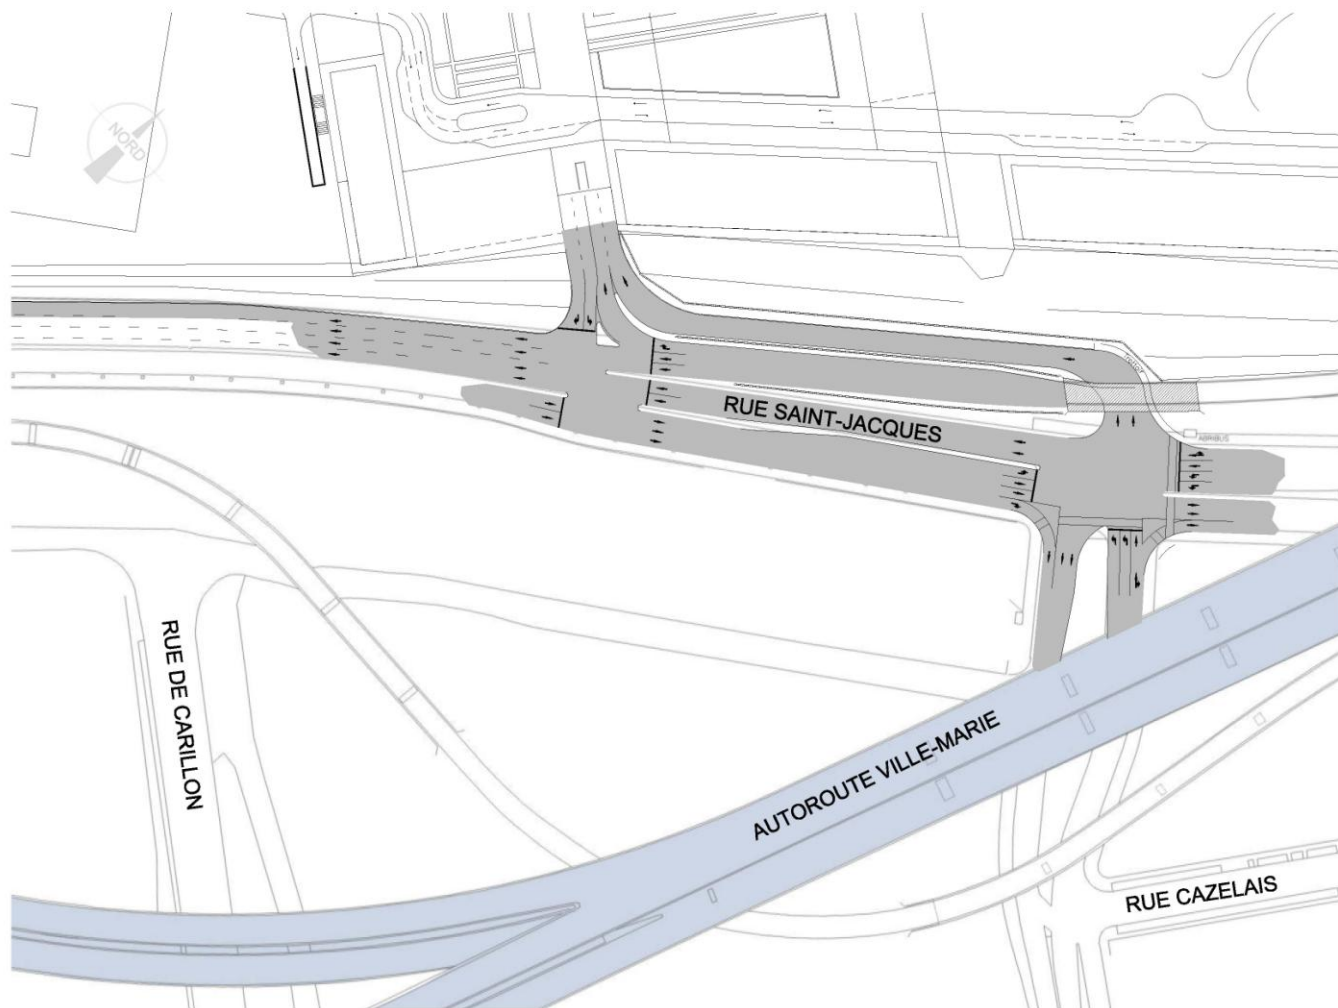 NORD
RUE SAINT-JACQUES
ABRIBUS
RUE DE CARILLON
AUTOROUTE VILLE-MARIE
RUE CAZELAIS